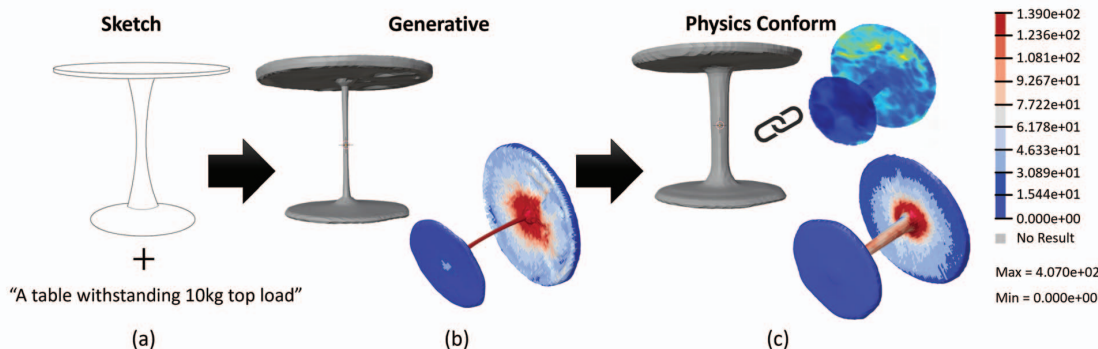 Sketch
Generative
Physics Conform
“A table withstanding 10kg top load”
(a)
(b)
(c)
1.390e+02
1.236e+02
1.081e+02
9.267e+01
7.722e+01
6.178e+01
4.633e+01
3.089e+01
1.544e+01
0.000e+00
No Result
Max = 4.070e+02
Min = 0.000e+00